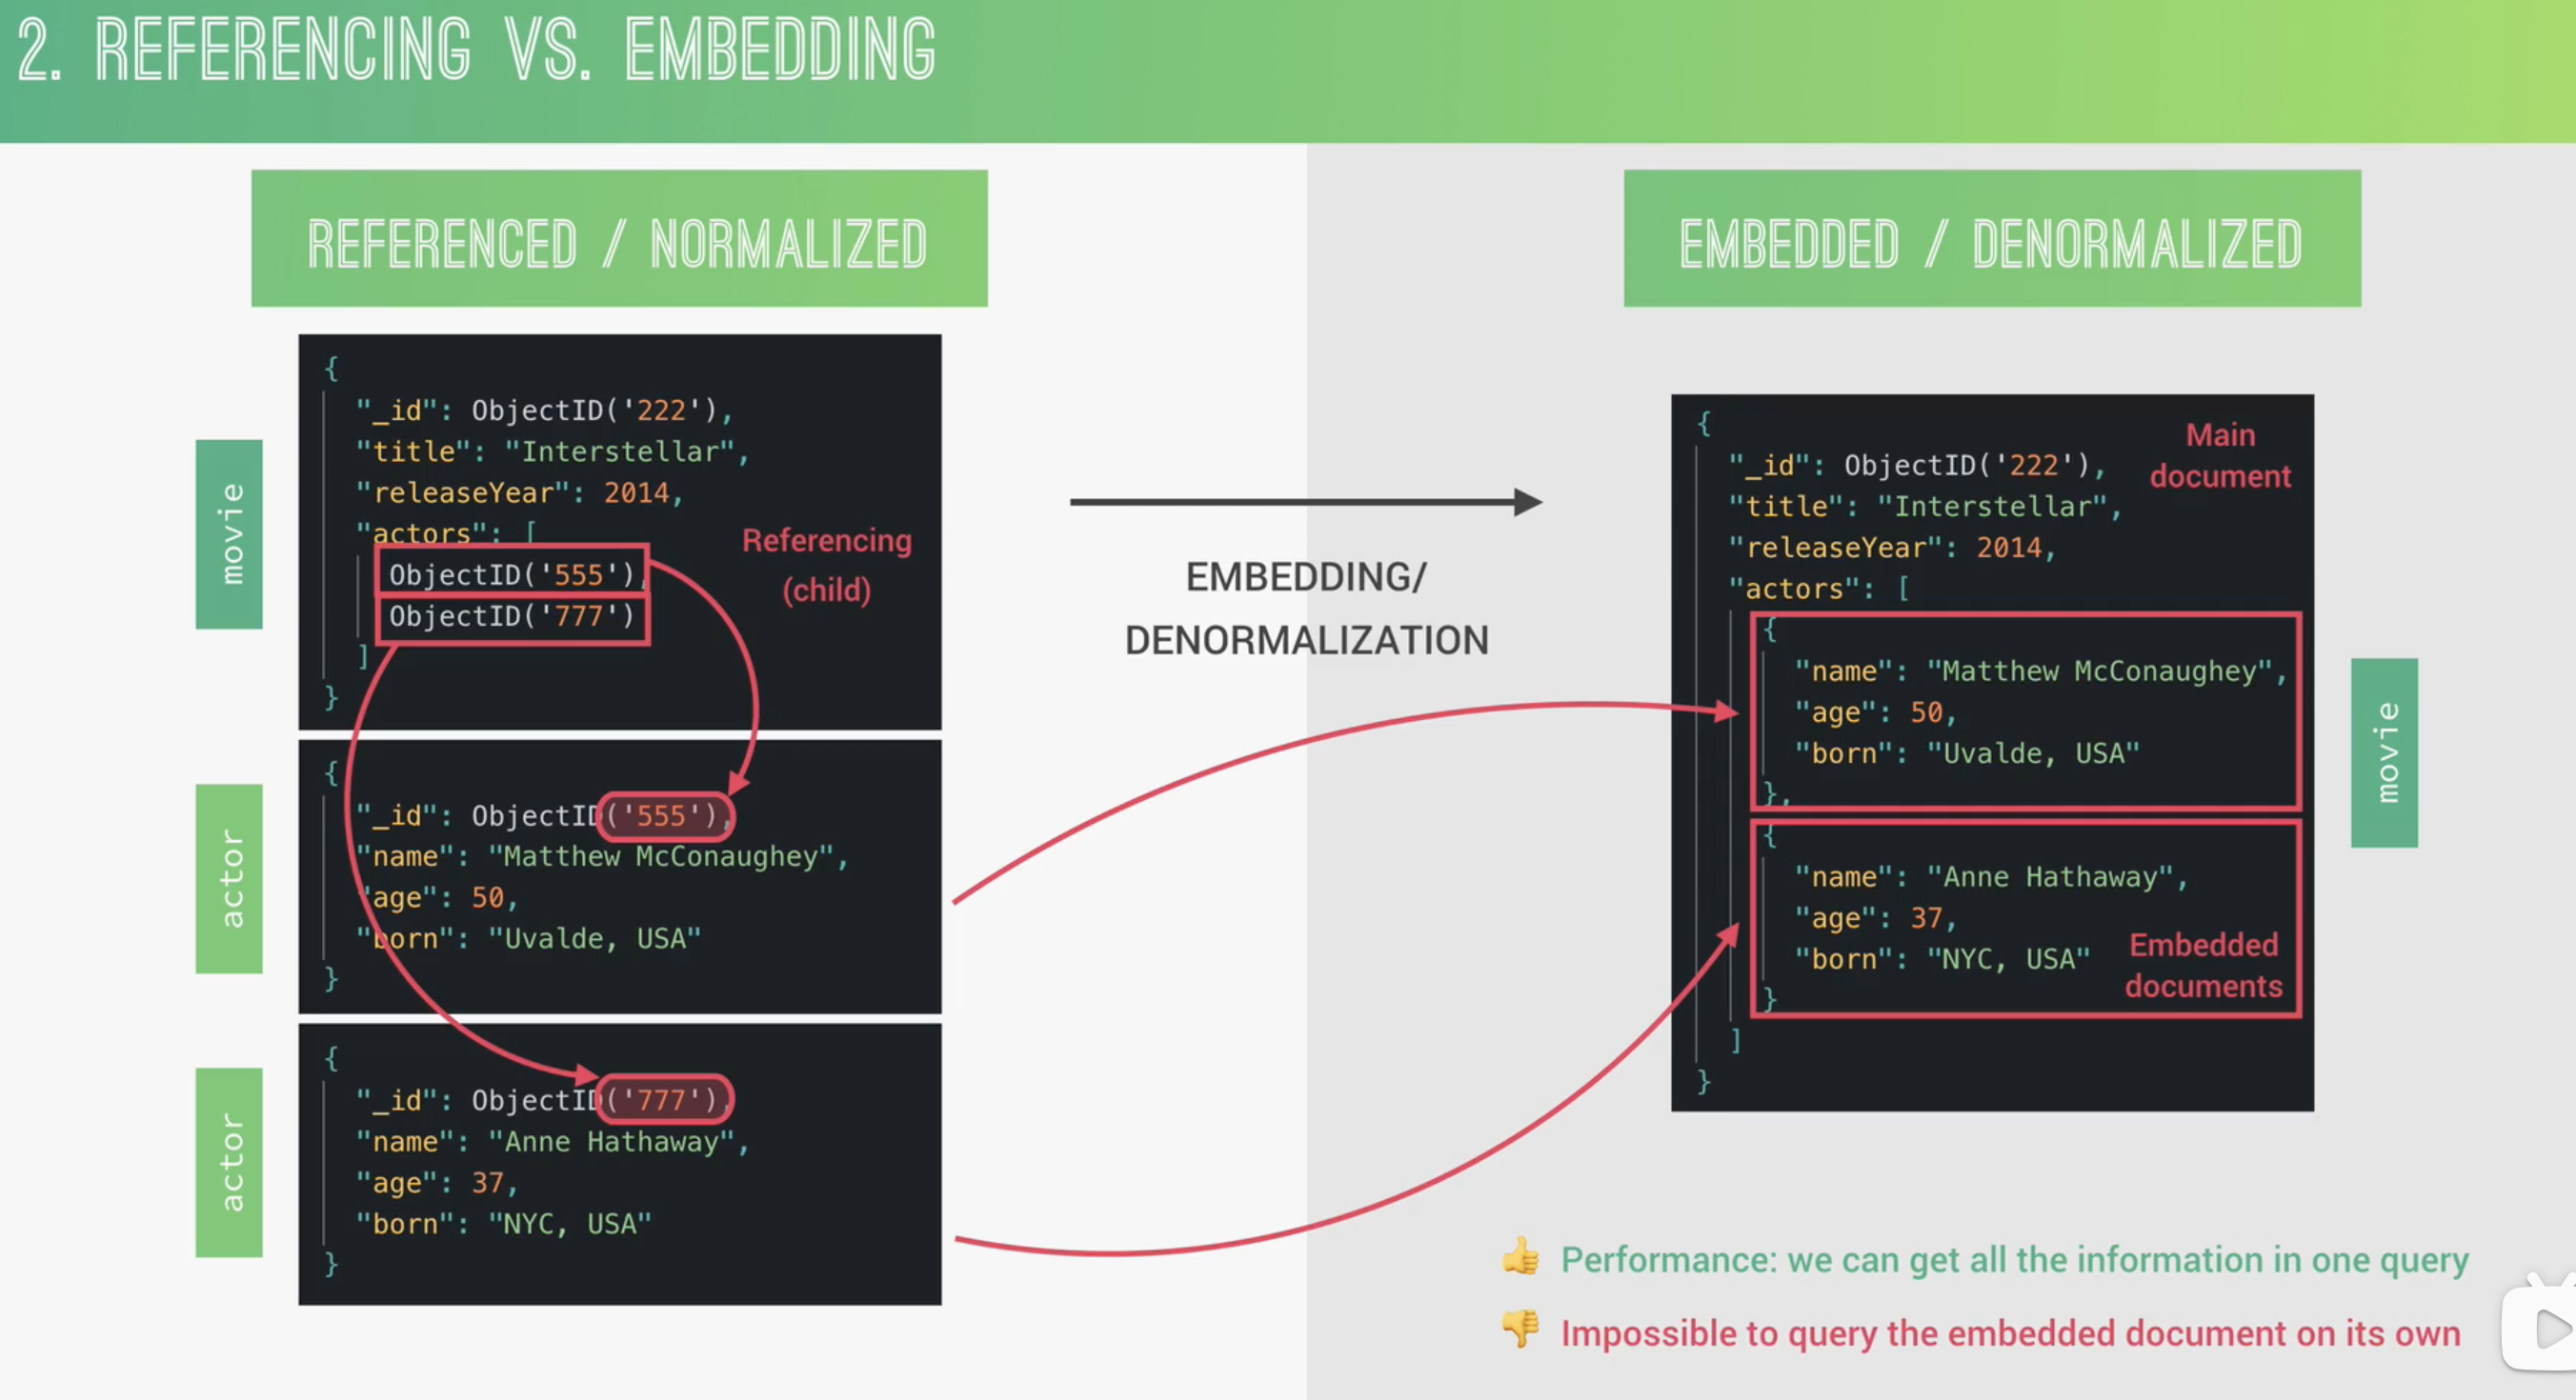 2. REFERENCING VS. EMBEDDING
REFERENCED / NORMALIZED
movie
{
"_id": ObjectID('222'),
"title": "Interstellar",
"releaseYear": 2014,
"actors": [
ObjectID('555'),
ObjectID('777')
]
}
Referencing
(child)
actor
{
"_id": ObjectID('555'),
"name": "Matthew McConaughey",
"age": 50,
"born": "Uvalde, USA"
}
actor
{
"_id": ObjectID('777'),
"name": "Anne Hathaway",
"age": 37,
"born": "NYC, USA"
}
EMBEDDING/
DENORMALIZATION
EMBEDDED / DENORMALIZED
{
"_id": ObjectID('222'),
"title": "Interstellar",
"releaseYear": 2014,
"actors": [
{
"name": "Matthew McConaughey",
"age": 50,
"born": "Uvalde, USA"
},
{
"name": "Anne Hathaway",
"age": 37,
"born": "NYC, USA"
}
]
}
Main
document
Embedded
documents
movie
👍 Performance: we can get all the information in one query
👎 Impossible to query the embedded document on its own